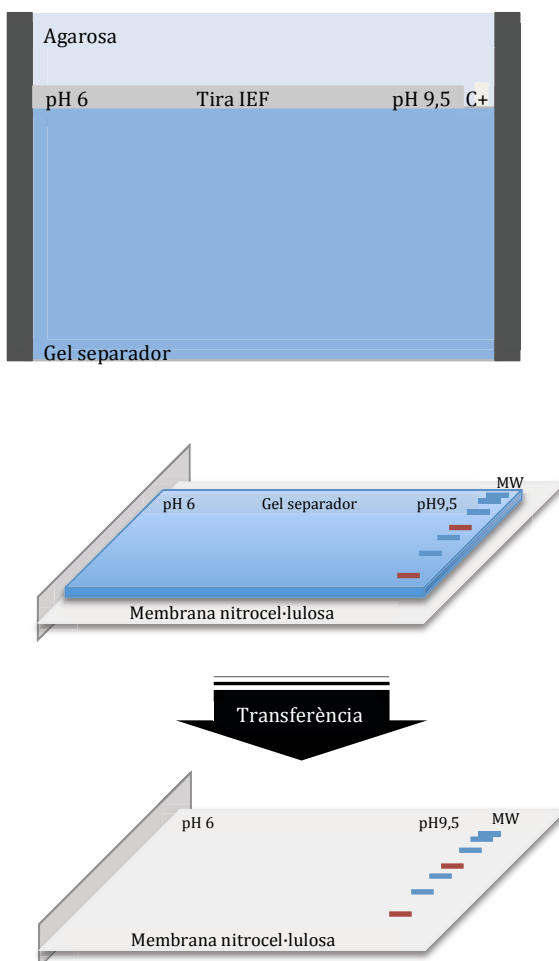 Agarosa
pH 6 Tira IEF pH 9,5 C+
Gel separador
MW
pH 6 Gel separador pH9,5
Membrana nitrocel·lulosa
Transferència
pH 6 pH9,5 MW
Membrana nitrocel·lulosa